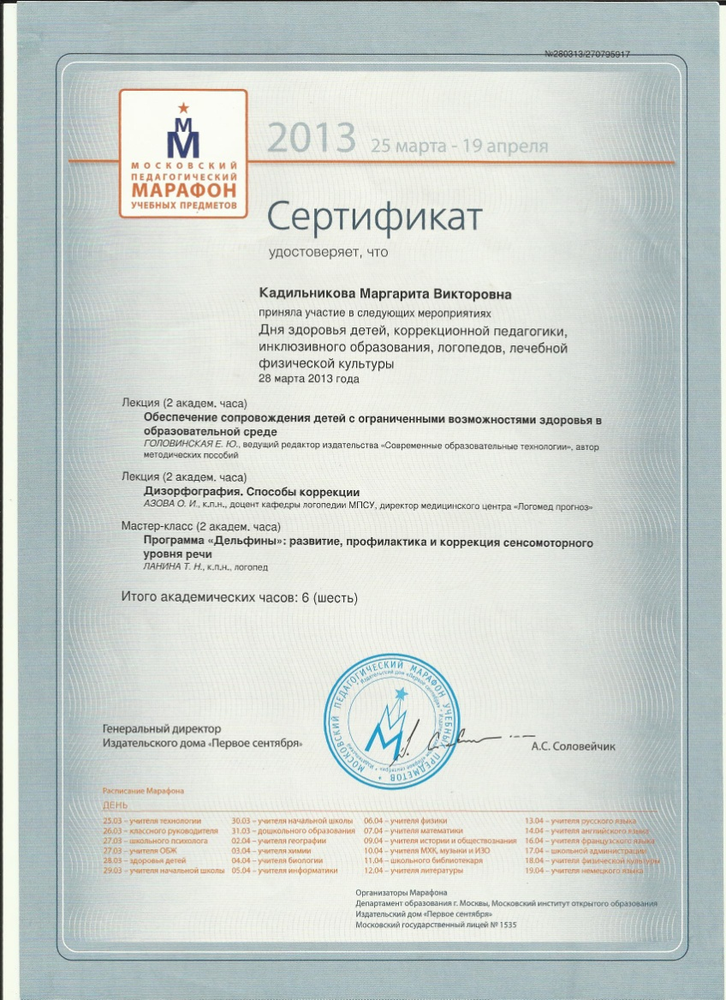 №280313/270795917
М
М
МОСКОВСКИЙ
ПЕДАГОГИЧЕСКИЙ
МАРАФОН
УЧЕБНЫХ ПРЕДМЕТОВ
2013 25 марта - 19 апреля
Сертификат
удостоверяет, что
Кадильникова Маргарита Викторовна
приняла участие в следующих мероприятиях
Дня здоровья детей, коррекционной педагогики,
инклюзивного образования, логопедов, лечебной
физической культуры
28 марта 2013 года
Лекция (2 академ. часа)
Обеспечение сопровождения детей с ограниченными возможностями здоровья в
образовательной среде
ГОЛОВИНСКАЯ Е. Ю., ведущий редактор издательства «Современные образовательные технологии», автор
методических пособий
Лекция (2 академ. часа)
Дизорфография. Способы коррекции
АЗОВА О. И., к.п.н., доцент кафедры логопедии МПСУ, директор медицинского центра «Логомед прогноз»
Мастер-класс (2 академ. часа)
Программа «Дельфины»: развитие, профилактика и коррекция сенсомоторного
уровня речи
ЛАНИНА Т. Н., к.п.н., логопед
Итого академических часов: 6 (шесть)
МОСКОВСКИЙ ПЕДАГОГИЧЕСКИЙ МАРАФОН УЧЕБНЫХ ПРЕДМЕТОВ
Издательский дом «Первое сентября»
Генеральный директор
Издательского дома «Первое сентября»
А.С. Соловейчик
Расписание Марафона
ДЕНЬ
25.03 – учителя технологии 30.03 – учителя начальной школы 06.04 – учителя физики 13.04 – учителя русского языка
26.03 – классного руководителя 31.03 – дошкольного образования 07.04 – учителя математики 14.04 – учителя английского языка
27.03 – школьного психолога 02.04 – учителя географии 09.04 – учителя истории и обществознания 16.04 – учителя французского языка
27.03 – учителя ОБЖ 03.04 – учителя химии 10.04 – учителя МХК, музыки и ИЗО 17.04 – школьной администрации
28.03 – здоровья детей 04.04 – учителя биологии 11.04 – школьного библиотекаря 18.04 – учителя физической культуры
29.03 – учителя начальной школы 05.04 – учителя информатики 12.04 – учителя литературы 19.04 – учителя немецкого языка
Организаторы Марафона
Департамент образования г. Москвы, Московский институт открытого образования
Издательский дом «Первое сентября»
Московский государственный лицей № 1535